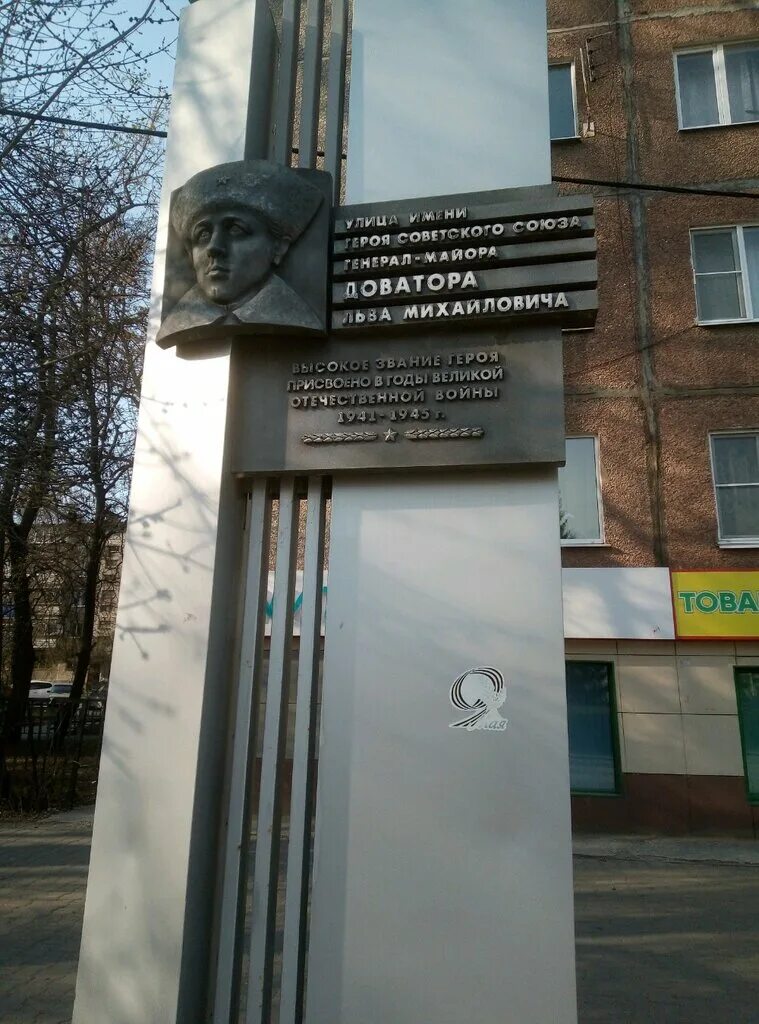 УЛИЦА ИМЕНИ
ГЕРОЯ СОВЕТСКОГО СОЮЗА
ГЕНЕРАЛ-МАЙОРА
ДОВАТОРА
ЛЬВА МИХАЙЛОВИЧА
ВЫСОКОЕ ЗВАНИЕ ГЕРОЯ
ПРИСВОЕНО В ГОДЫ ВЕЛИКОЙ
ОТЕЧЕСТВЕННОЙ ВОЙНЫ
1941-1945 г.
ТОВА
9
мая